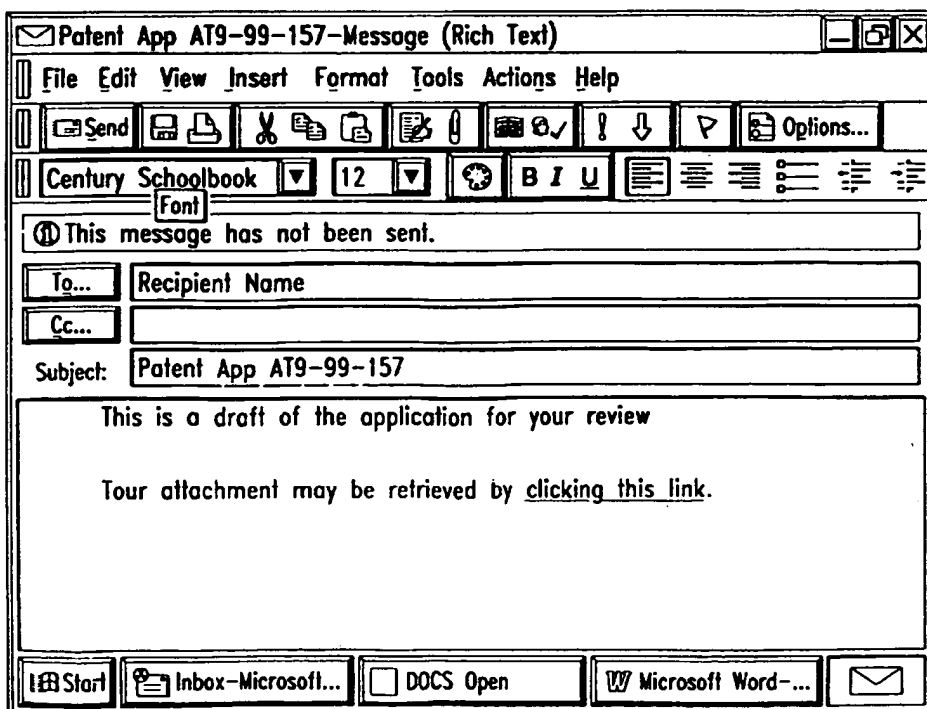 Patent App AT9-99-157-Message (Rich Text)
File Edit View Insert Format Tools Actions Help
Send Options...
Century Schoolbook 12 B I U
Font
This message has not been sent.
To... Recipient Name
Cc...
Subject: Patent App AT9-99-157
This is a draft of the application for your review
Tour attachment may be retrieved by clicking this link.
Start Inbox-Microsoft... DOCS Open W Microsoft Word-...